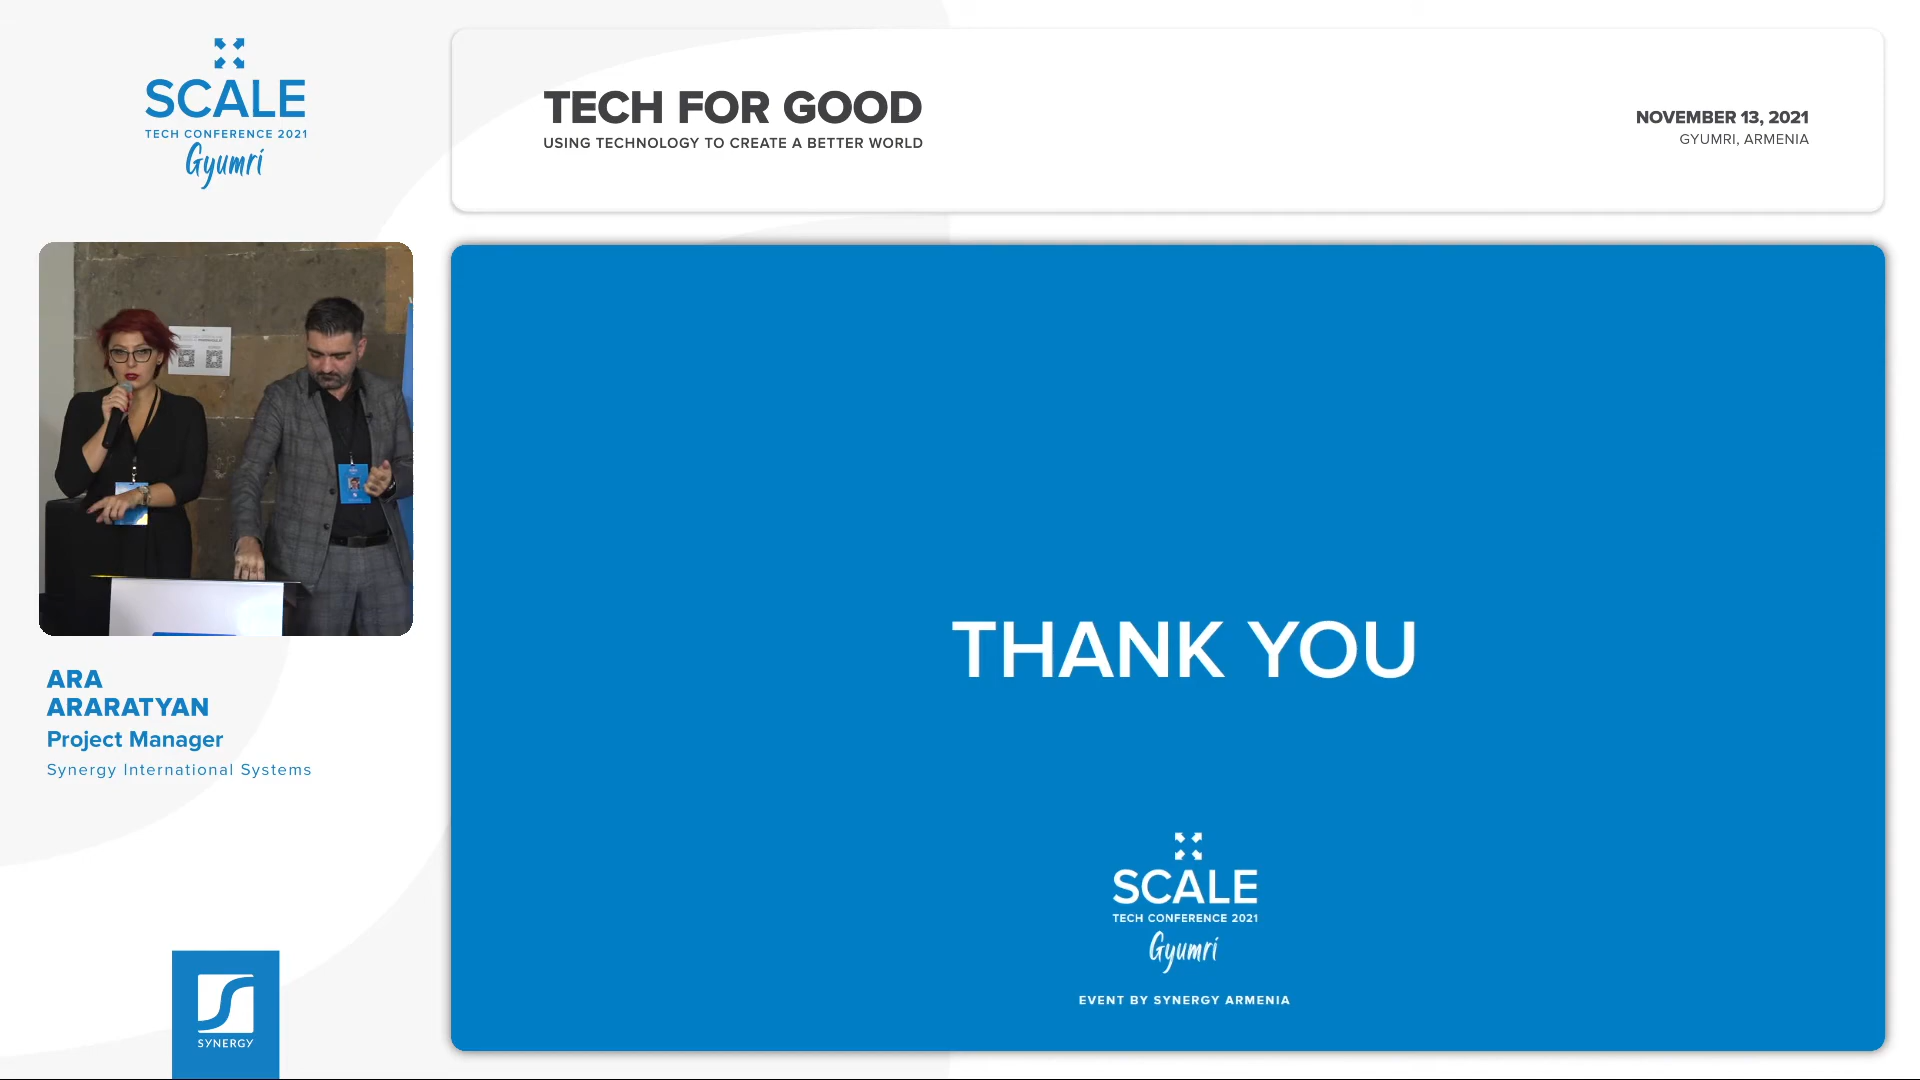 SCALE
TECH CONFERENCE 2021
Gyumri
TECH FOR GOOD
USING TECHNOLOGY TO CREATE A BETTER WORLD
NOVEMBER 13, 2021
GYUMRI, ARMENIA
ARA
ARARATYAN
Project Manager
Synergy International Systems
SYNERGY
THANK YOU
SCALE
TECH CONFERENCE 2021
Gyumri
EVENT BY SYNERGY ARMENIA